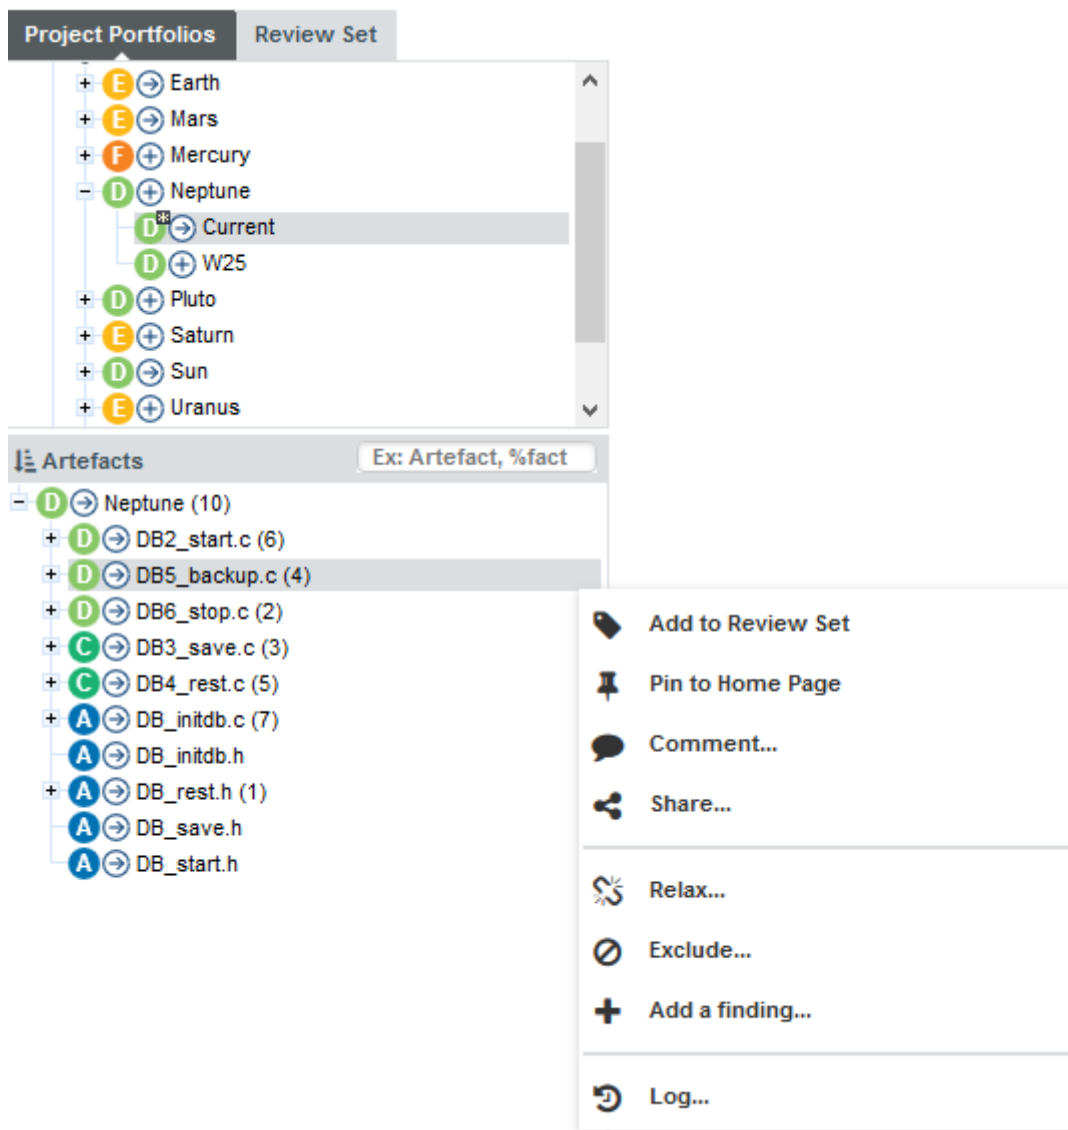 Project Portfolios Review Set
E Earth
E Mars
F Mercury
D Neptune
D* Current
D W25
D Pluto
E Saturn
D Sun
E Uranus
Artefacts Ex: Artefact, %fact
D Neptune (10)
D DB2_start.c (6)
D DB5_backup.c (4)
D DB6_stop.c (2)
C DB3_save.c (3)
C DB4_rest.c (5)
A DB_initdb.c (7)
A DB_initdb.h
A DB_rest.h (1)
A DB_save.h
A DB_start.h
Add to Review Set
Pin to Home Page
Comment...
Share...
Relax...
Exclude...
Add a finding...
Log...